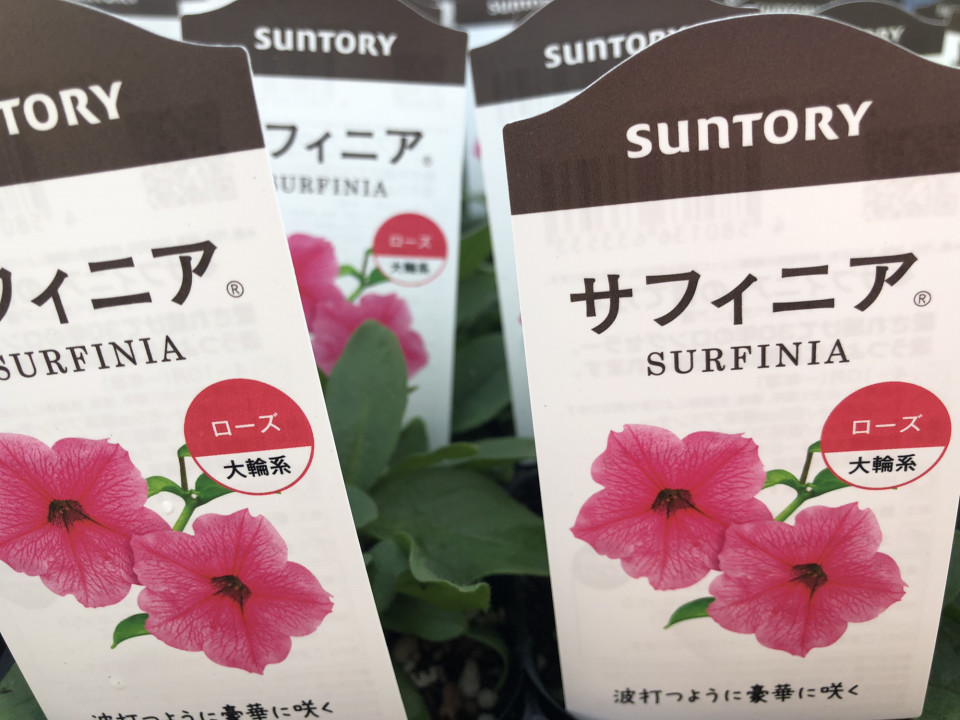 SUNTORY
サフィニア®
SURFINIA
ローズ
大輪系
波打つように豪華に咲く
SUNTORY
フィニア®
SURFINIA
ローズ
大輪系
TORY
フィニア®
SURFINIA
ローズ
大輪系
波打つように豪華に咲く
SUNTORY